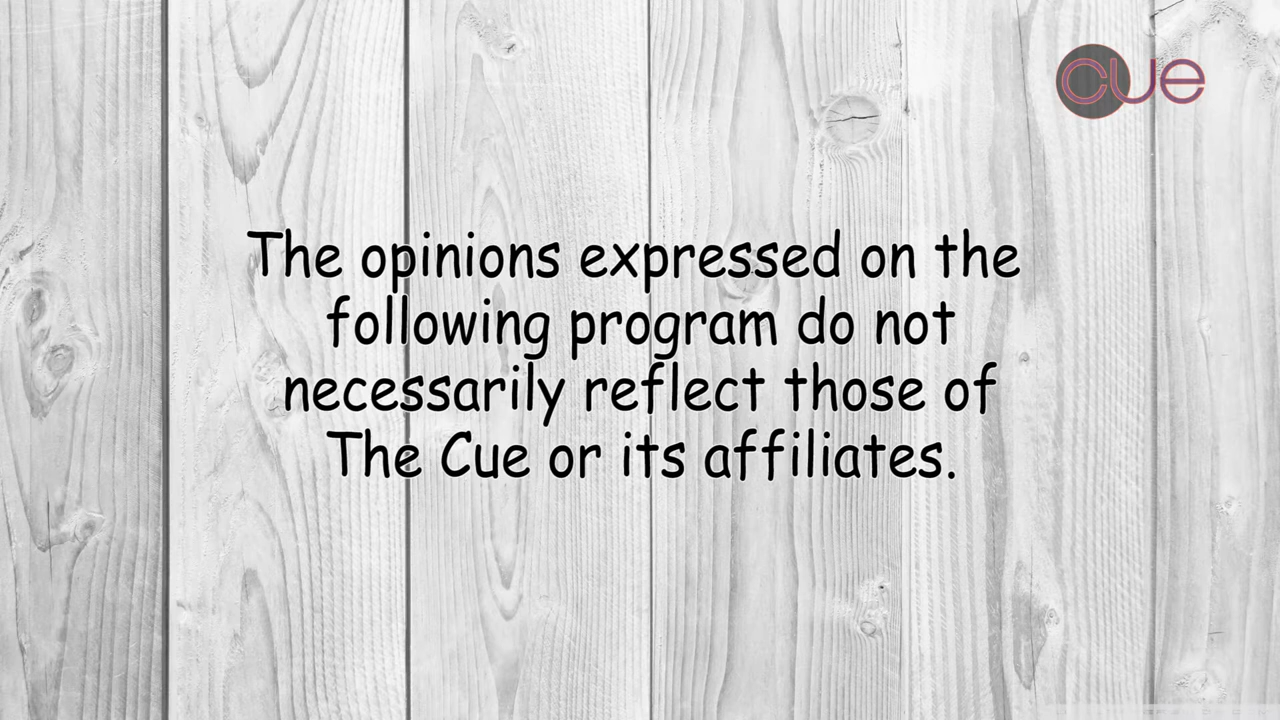 cue
The opinions expressed on the
following program do not
necessarily reflect those of
The Cue or its affiliates.